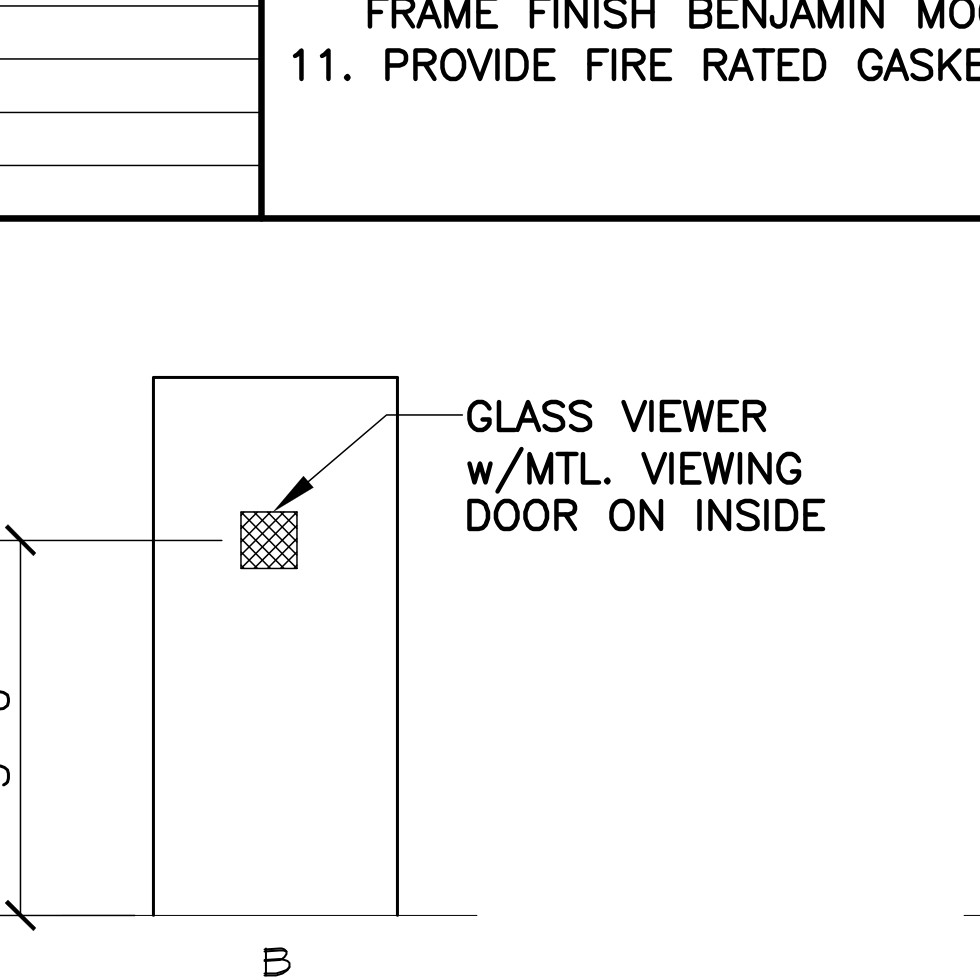 FRAME FINISH BENJAMIN
11. PROVIDE FIRE RATED
GLASS VIEWER
w/MTL. VIEWING
DOOR ON INSIDE
B